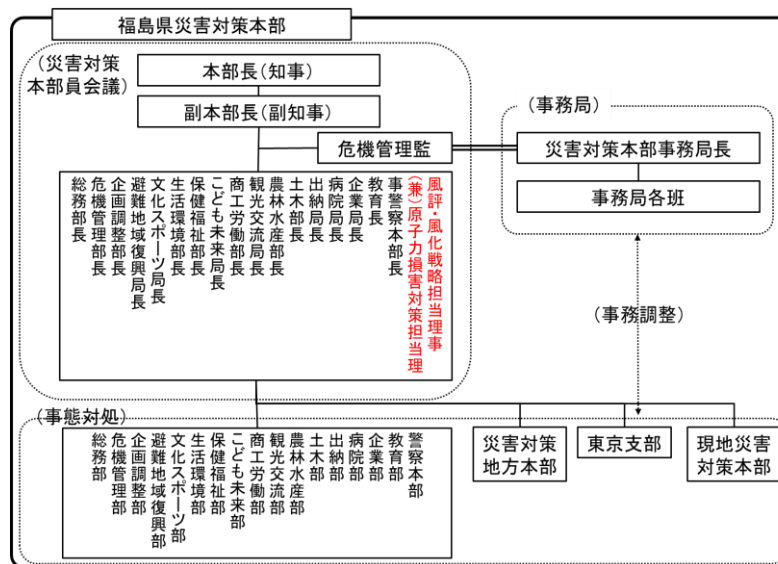 福島県災害対策本部
(災害対策
本部員会議)
本部長(知事)
副本部長(副知事)
危機管理監
(事務局)
災害対策本部事務局長
事務局各班
総務部長
危機管理部長
企画調整部長
避難地域復興局長
文化スポーツ局長
生活環境部長
保健福祉部長
こども未来局長
商工労働部長
観光交流局長
農林水産部長
土木部長
出納局長
病院局長
企業局長
教育長
事警察本部長
(兼)原子力損害対策担当理
風評・風化戦略担当理事
(事務調整)
(事態対処)
総務部
危機管理部
企画調整部
避難地域復興部
文化スポーツ部
生活環境部
保健福祉部
こども未来部
商工労働部
観光交流部
農林水産部
土木部
出納部
病院部
企業部
教育部
警察本部
災害対策
地方本部
東京支部
現地災害
対策本部